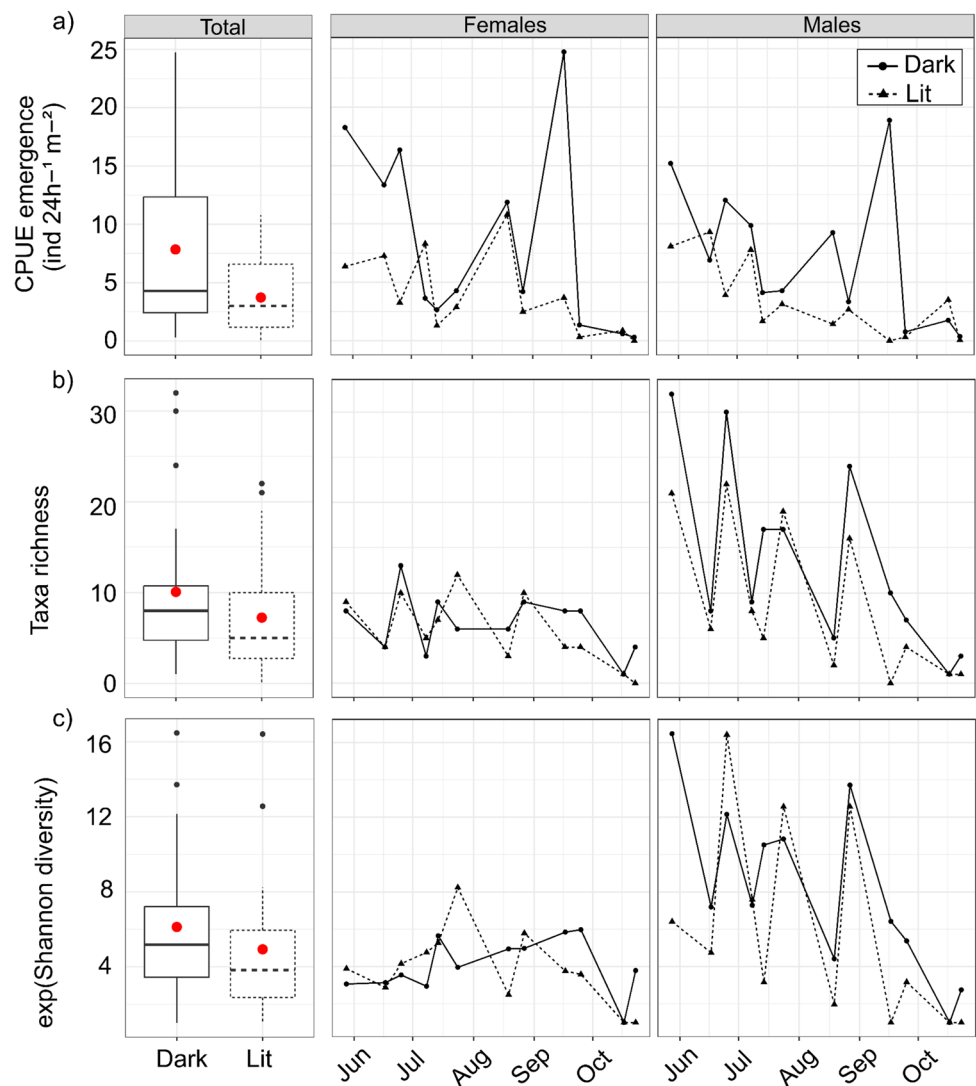 a)
Total
Females
Males
CPUE emergence
(ind 24h⁻¹ m⁻²)
25
20
15
10
5
0
Dark
Lit
b)
Taxa richness
30
20
10
0
c)
exp(Shannon diversity)
16
12
8
4
Dark
Lit
Jun
Jul
Aug
Sep
Oct
Jun
Jul
Aug
Sep
Oct